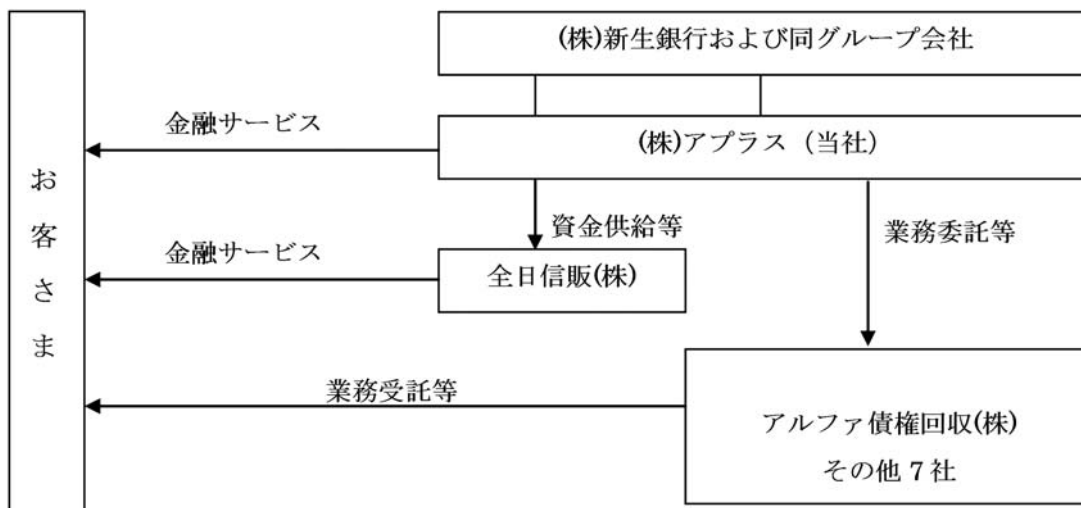 (株)新生銀行および同グループ会社
金融サービス
(株)アプラス（当社）
お客さま
資金供給等
業務委託等
金融サービス
全日信販(株)
業務受託等
アルファ債権回収(株)
その他 7 社